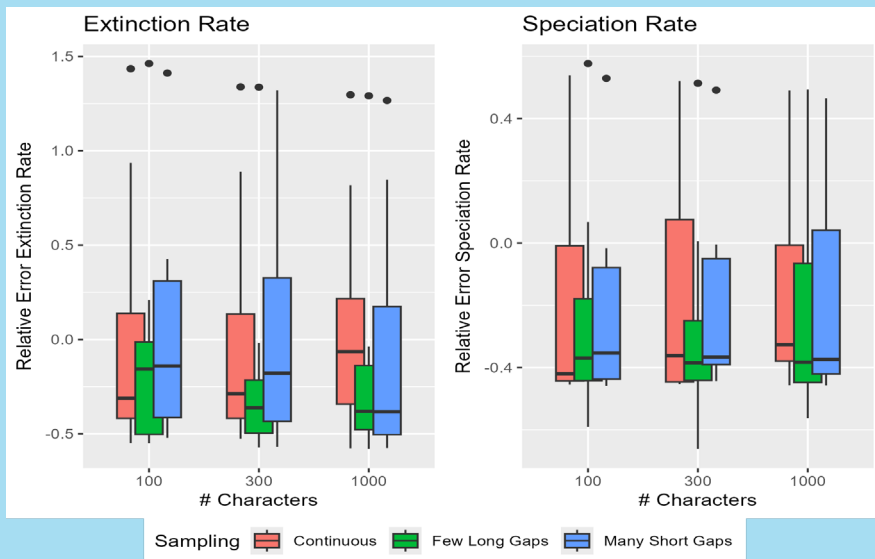 Extinction Rate
Speciation Rate
Relative Error Extinction Rate
1.5
1.0
0.5
0.0
-0.5
100
300
1000
# Characters
Relative Error Speciation Rate
0.4
0.0
-0.4
100
300
1000
# Characters
Sampling Continuous Few Long Gaps Many Short Gaps